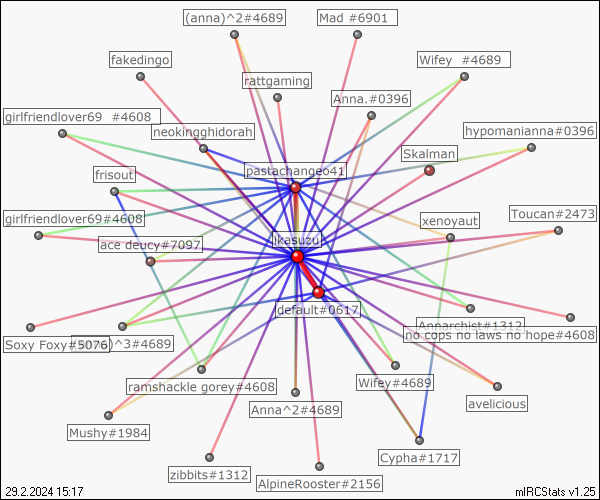 (anna)^2#4689
Mad #6901
fakedingo
Wifey  #4689
rattgaming
Anna.#0396
girlfriendlover69  #4608
neokingghidorah
hypomanianna#0396
Skalman
pastachange641
frisout
girlfriendlover69#4608
xenoyaut
Toucan#2473
ikasuzu
ace deucy#7097
default#0617
Annarchist#1312
no cops no laws no hope#4608
Soxy Foxy#5076
)^3#4689
ramshackle gorey#4608
Wifey#4689
Anna^2#4689
avelicious
Mushy#1984
Cypha#1717
zibbits#1312
AlpineRooster#2156
29.2.2024 15:17
mIRCStats v1.25